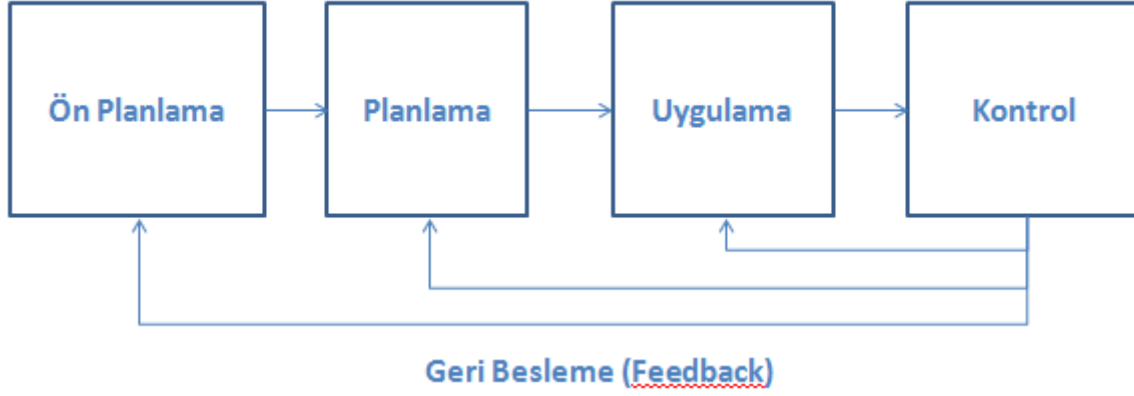 Ön Planlama
Planlama
Uygulama
Kontrol
Geri Besleme (Feedback)